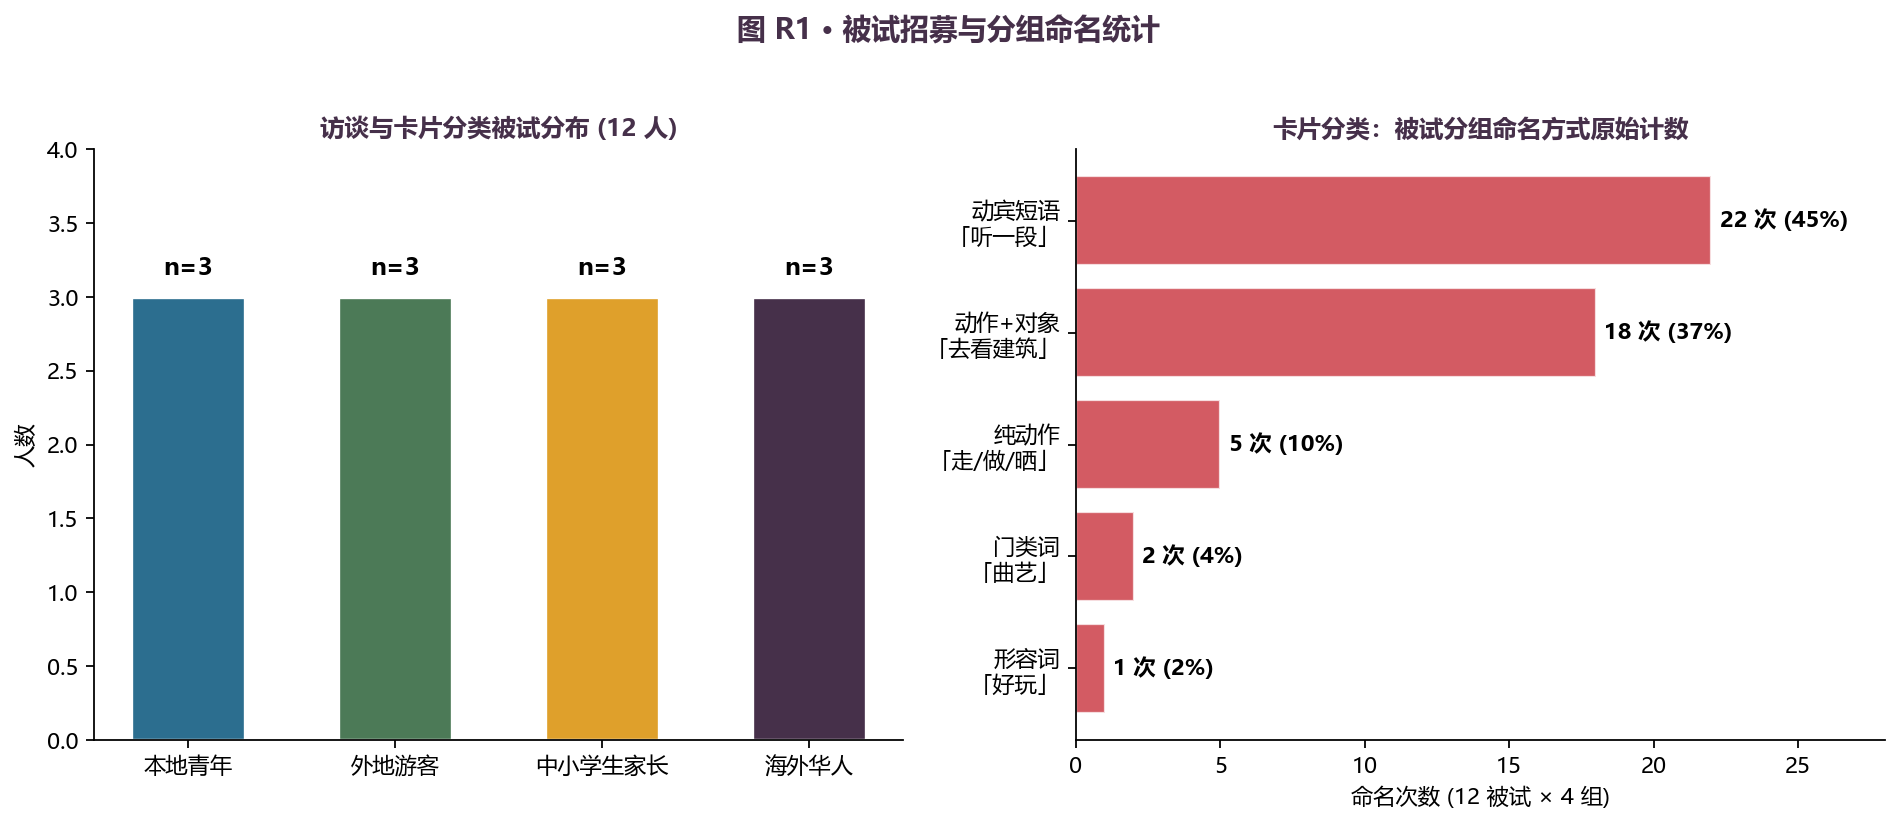 图 R1 • 被试招募与分组命名统计
访谈与卡片分类被试分布 (12 人)
人数
4.0
3.5
3.0
2.5
2.0
1.5
1.0
0.5
0.0
n=3
n=3
n=3
n=3
本地青年
外地游客
中小学生家长
海外华人
卡片分类：被试分组命名方式原始计数
动宾短语
「听一段」
22 次 (45%)
动作+对象
「去看建筑」
18 次 (37%)
纯动作
「走/做/晒」
5 次 (10%)
门类词
「曲艺」
2 次 (4%)
形容词
「好玩」
1 次 (2%)
0
5
10
15
20
25
命名次数 (12 被试 × 4 组)